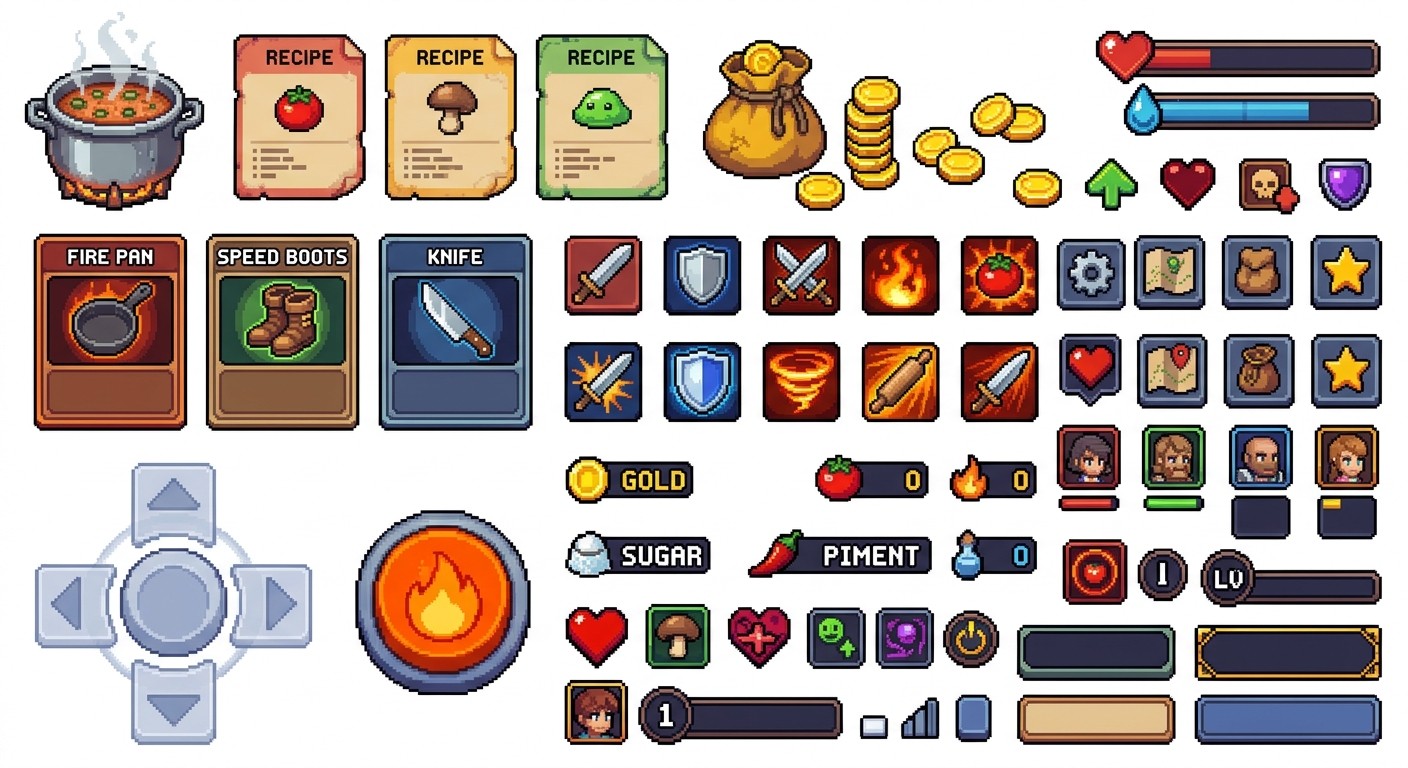 RECIPE
RECIPE
RECIPE
FIRE PAN
SPEED BOOTS
KNIFE
GOLD
0
0
SUGAR
PIMENT
0
I
LV
1